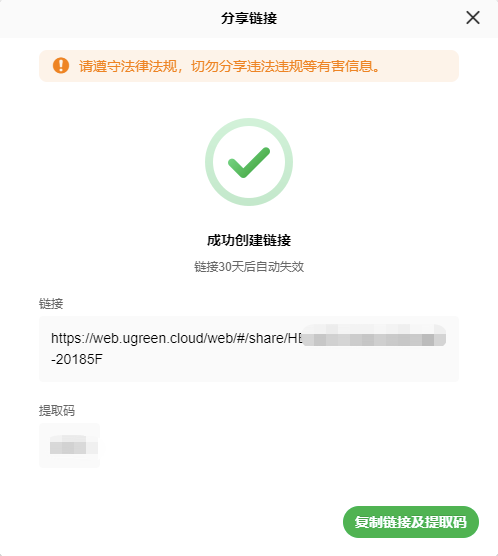 分享链接
请遵守法律法规，切勿分享违法违规等有害信息。
成功创建链接
链接30天后自动失效
链接
https://web.ugreen.cloud/web/#/share/HE
-20185F
提取码
复制链接及提取码